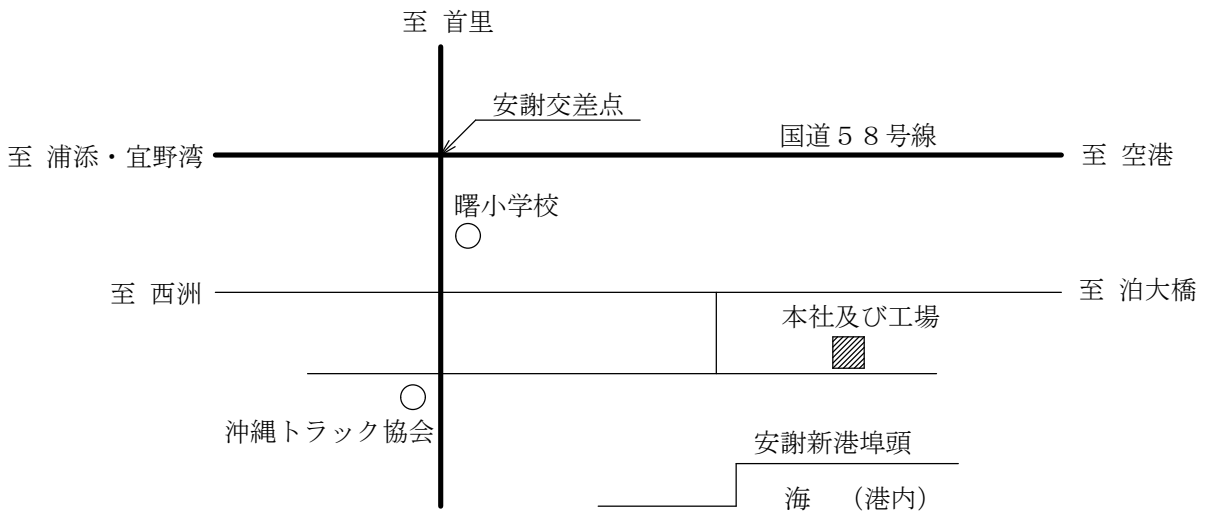 至 首里
安謝交差点
国道５８号線
至 浦添・宜野湾
至 空港
曙小学校
至 西洲
至 泊大橋
本社及び工場
沖縄トラック協会
安謝新港埠頭
海 （港内）